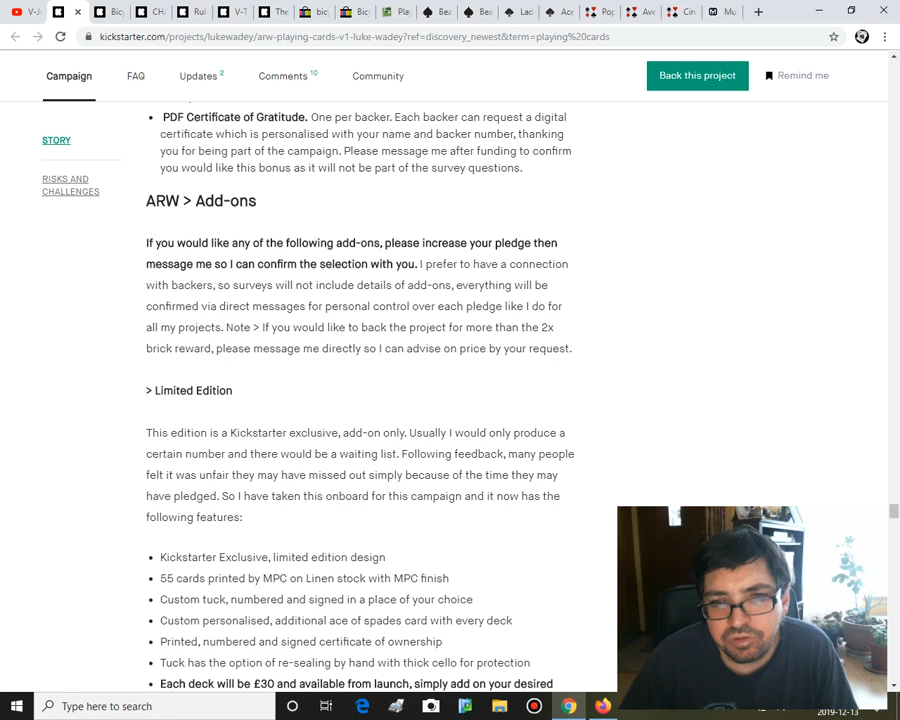 V-J
Bicy
CH
Rul
V-T
The
bicy
Bicy
Play
Bea
Bea
Lad
Ace
Pop
Ave
Circ
Mu
kickstarter.com/projects/lukewadey/arw-playing-cards-v1-luke-wadey?ref=discovery_newest&term=playing%20cards
Campaign FAQ Updates 2 Comments 10 Community Back this project Remind me
STORY
RISKS AND
CHALLENGES
PDF Certificate of Gratitude. One per backer. Each backer can request a digital
certificate which is personalised with your name and backer number, thanking
you for being part of the campaign. Please message me after funding to confirm
you would like this bonus as it will not be part of the survey questions.
ARW > Add-ons
If you would like any of the following add-ons, please increase your pledge then
message me so I can confirm the selection with you. I prefer to have a connection
with backers, so surveys will not include details of add-ons, everything will be
confirmed via direct messages for personal control over each pledge like I do for
all my projects. Note > If you would like to back the project for more than the 2x
brick reward, please message me directly so I can advise on price by your request.
> Limited Edition
This edition is a Kickstarter exclusive, add-on only. Usually I would only produce a
certain number and there would be a waiting list. Following feedback, many people
felt it was unfair they may have missed out simply because of the time they may
have pledged. So I have taken this onboard for this campaign and it now has the
following features:
Kickstarter Exclusive, limited edition design
55 cards printed by MPC on Linen stock with MPC finish
Custom tuck, numbered and signed in a place of your choice
Custom personalised, additional ace of spades card with every deck
Printed, numbered and signed certificate of ownership
Tuck has the option of re-sealing by hand with thick cello for protection
Each deck will be £30 and available from launch, simply add on your desired
Type here to search
2019-12-13